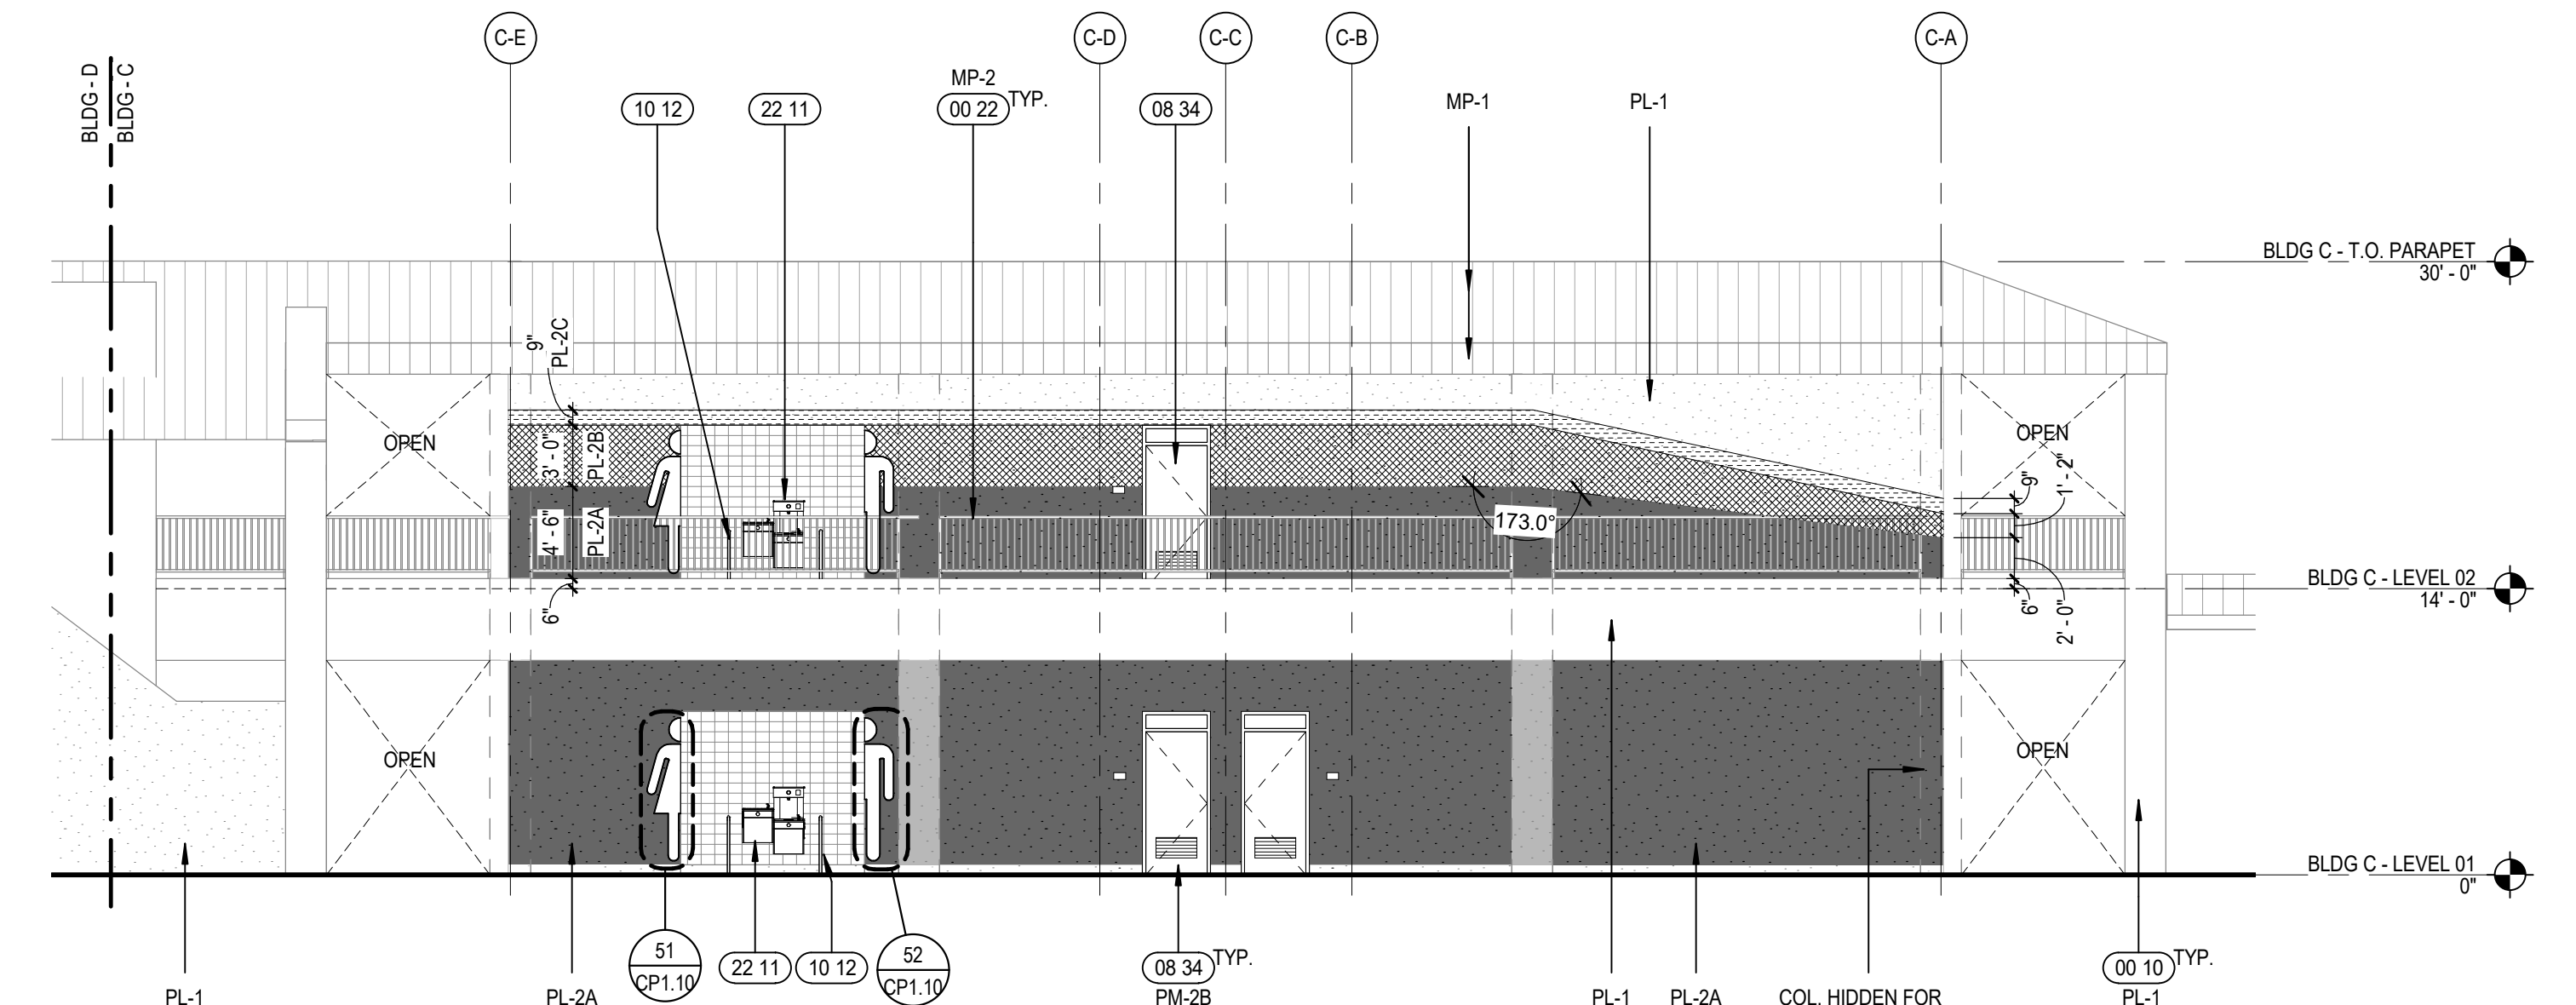 C-E
C-D
C-C
C-B
C-A
BLDG - D
BLDG - C
10 12
22 11
MP-2
00 22 TYP.
08 34
MP-1
PL-1
BLDG C - T.O. PARAPET
30' - 0"
9"
PL-2C
OPEN
3' - 0"
PL-2B
4' - 6"
PL-2A
6"
173.0°
OPEN
9"
1' - 2"
6"
2' - 0"
BLDG C - LEVEL 02
14' - 0"
OPEN
OPEN
BLDG C - LEVEL 01
0"
51
CP1.10
22 11
10 12
52
CP1.10
08 34 TYP.
00 10 TYP.
PL-1
PL-2A
PM-2B
PL-1
PL-2A
COL. HIDDEN FOR
PL-1